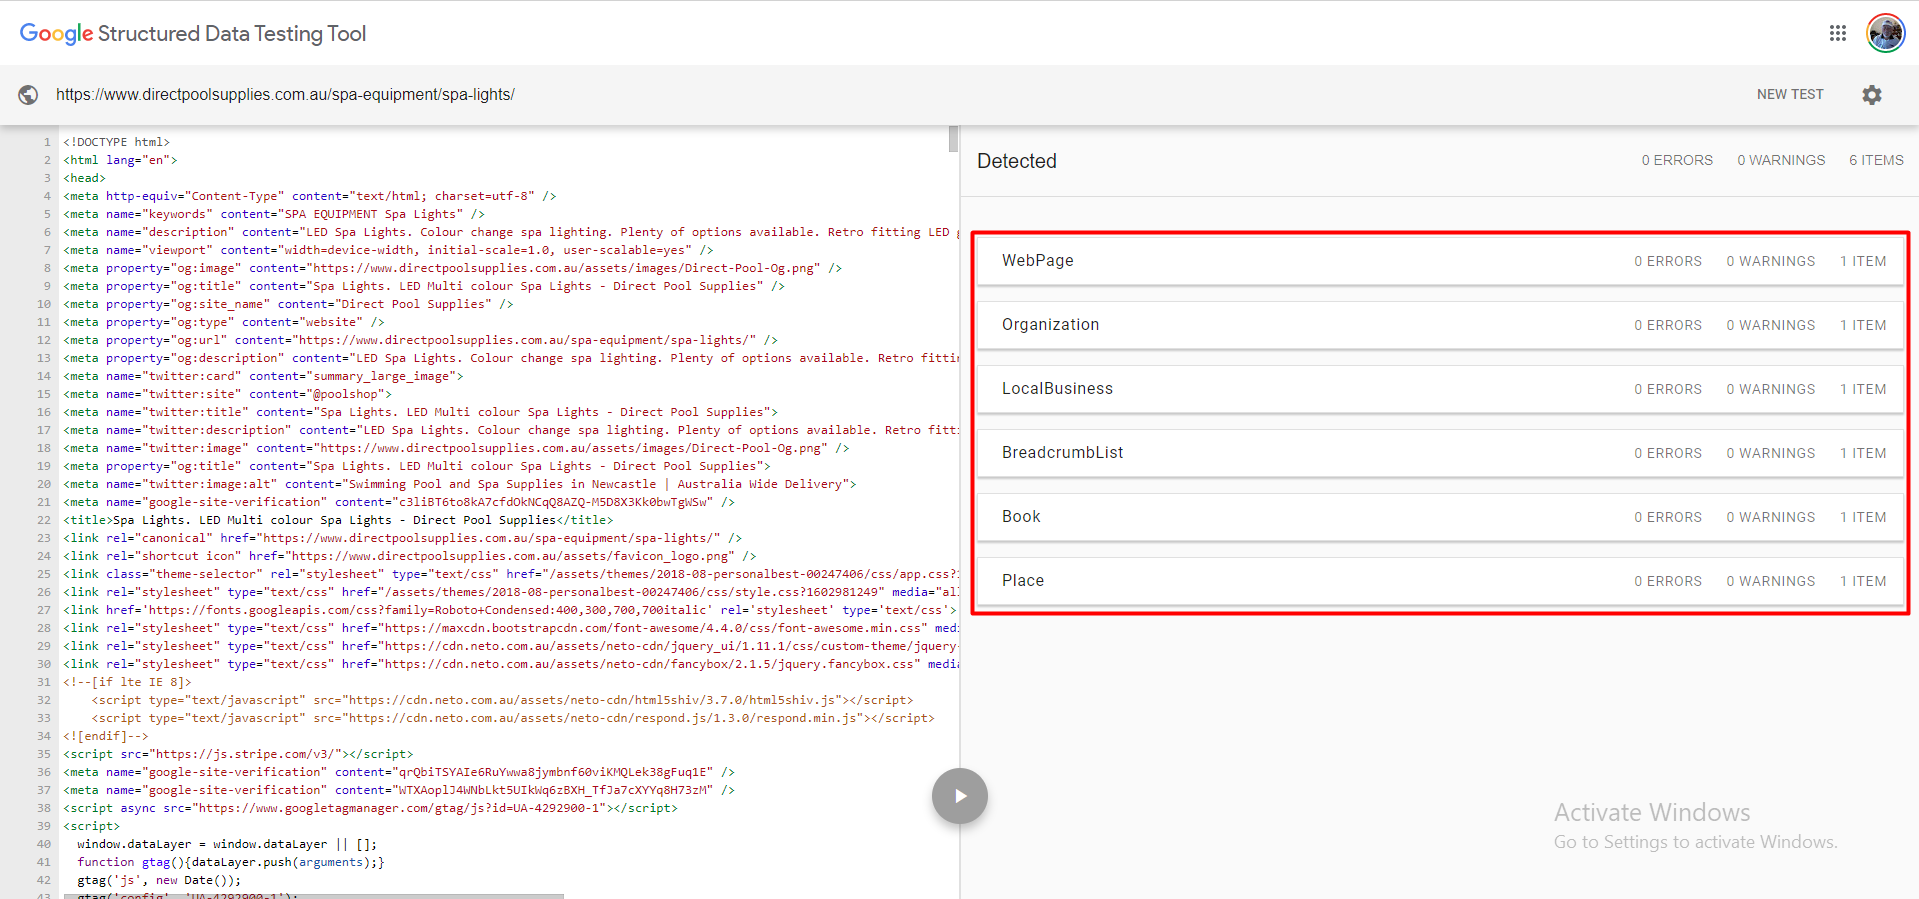 Google Structured Data Testing Tool
https://www.directpoolsupplies.com.au/spa-equipment/spa-lights/
NEW TEST
1 <!DOCTYPE html>
2 <html lang="en">
3 <head>
4 <meta http-equiv="Content-Type" content="text/html; charset=utf-8" />
5 <meta name="keywords" content="SPA EQUIPMENT Spa Lights" />
6 <meta name="description" content="LED Spa Lights. Colour change spa lighting. Plenty of options available. Retro fitting LED
7 <meta name="viewport" content="width=device-width, initial-scale=1.0, user-scalable=yes" />
8 <meta property="og:image" content="https://www.directpoolsupplies.com.au/assets/images/Direct-Pool-Og.png" />
9 <meta property="og:title" content="Spa Lights. LED Multi colour Spa Lights - Direct Pool Supplies" />
10 <meta property="og:site_name" content="Direct Pool Supplies" />
11 <meta property="og:type" content="website" />
12 <meta property="og:url" content="https://www.directpoolsupplies.com.au/spa-equipment/spa-lights/" />
13 <meta property="og:description" content="LED Spa Lights. Colour change spa lighting. Plenty of options available. Retro fittin
14 <meta name="twitter:card" content="summary_large_image">
15 <meta name="twitter:site" content="@poolshop">
16 <meta name="twitter:title" content="Spa Lights. LED Multi colour Spa Lights - Direct Pool Supplies">
17 <meta name="twitter:description" content="LED Spa Lights. Colour change spa lighting. Plenty of options available. Retro fitti
18 <meta name="twitter:image" content="https://www.directpoolsupplies.com.au/assets/images/Direct-Pool-Og.png" />
19 <meta property="og:title" content="Spa Lights. LED Multi colour Spa Lights - Direct Pool Supplies">
20 <meta name="twitter:image:alt" content="Swimming Pool and Spa Supplies in Newcastle | Australia Wide Delivery">
21 <meta name="google-site-verification" content="c3liBT6to8kA7cfdOkNCqQ8AZQ-M5D8X3Kk0bwTgWSw" />
22 <title>Spa Lights. LED Multi colour Spa Lights - Direct Pool Supplies</title>
23 <link rel="canonical" href="https://www.directpoolsupplies.com.au/spa-equipment/spa-lights/" />
24 <link rel="shortcut icon" href="https://www.directpoolsupplies.com.au/assets/favicon_logo.png" />
25 <link class="theme-selector" rel="stylesheet" type="text/css" href="/assets/themes/2018-08-personalbest-00247406/css/app.css?1
26 <link rel="stylesheet" type="text/css" href="/assets/themes/2018-08-personalbest-00247406/css/style.css?1602981249" media="all
27 <link href='https://fonts.googleapis.com/css?family=Roboto+Condensed:400,300,700,700italic' rel='stylesheet' type='text/css'>
28 <link rel="stylesheet" type="text/css" href="https://maxcdn.bootstrapcdn.com/font-awesome/4.4.0/css/font-awesome.min.css" medi
29 <link rel="stylesheet" type="text/css" href="https://cdn.neto.com.au/assets/neto-cdn/jquery_ui/1.11.1/css/custom-theme/jquery-
30 <link rel="stylesheet" type="text/css" href="https://cdn.neto.com.au/assets/neto-cdn/fancybox/2.1.5/jquery.fancybox.css" media
31 <!--[if lte IE 8]>
32 <script type="text/javascript" src="https://cdn.neto.com.au/assets/neto-cdn/html5shiv/3.7.0/html5shiv.js"></script>
33 <script type="text/javascript" src="https://cdn.neto.com.au/assets/neto-cdn/respond.js/1.3.0/respond.min.js"></script>
34 <![endif]-->
35 <script src="https://js.stripe.com/v3/"></script>
36 <meta name="google-site-verification" content="qrQbiTSYAIe6RuYwwa8jymbnf60viKMQLek38gFuq1E" />
37 <meta name="google-site-verification" content="WTXAoplJ4WNbLkt5UIkWq6zBXH_TfJa7cXYYq8H73zM" />
38 <script async src="https://www.googletagmanager.com/gtag/js?id=UA-4292900-1"></script>
39 <script>
40 window.dataLayer = window.dataLayer || [];
41 function gtag(){dataLayer.push(arguments);}
42 gtag('js', new Date());
43 gtag('config', 'UA-4292900-1');
Detected 0 ERRORS 0 WARNINGS 6 ITEMS
WebPage 0 ERRORS 0 WARNINGS 1 ITEM
Organization 0 ERRORS 0 WARNINGS 1 ITEM
LocalBusiness 0 ERRORS 0 WARNINGS 1 ITEM
BreadcrumbList 0 ERRORS 0 WARNINGS 1 ITEM
Book 0 ERRORS 0 WARNINGS 1 ITEM
Place 0 ERRORS 0 WARNINGS 1 ITEM
Activate Windows
Go to Settings to activate Windows.